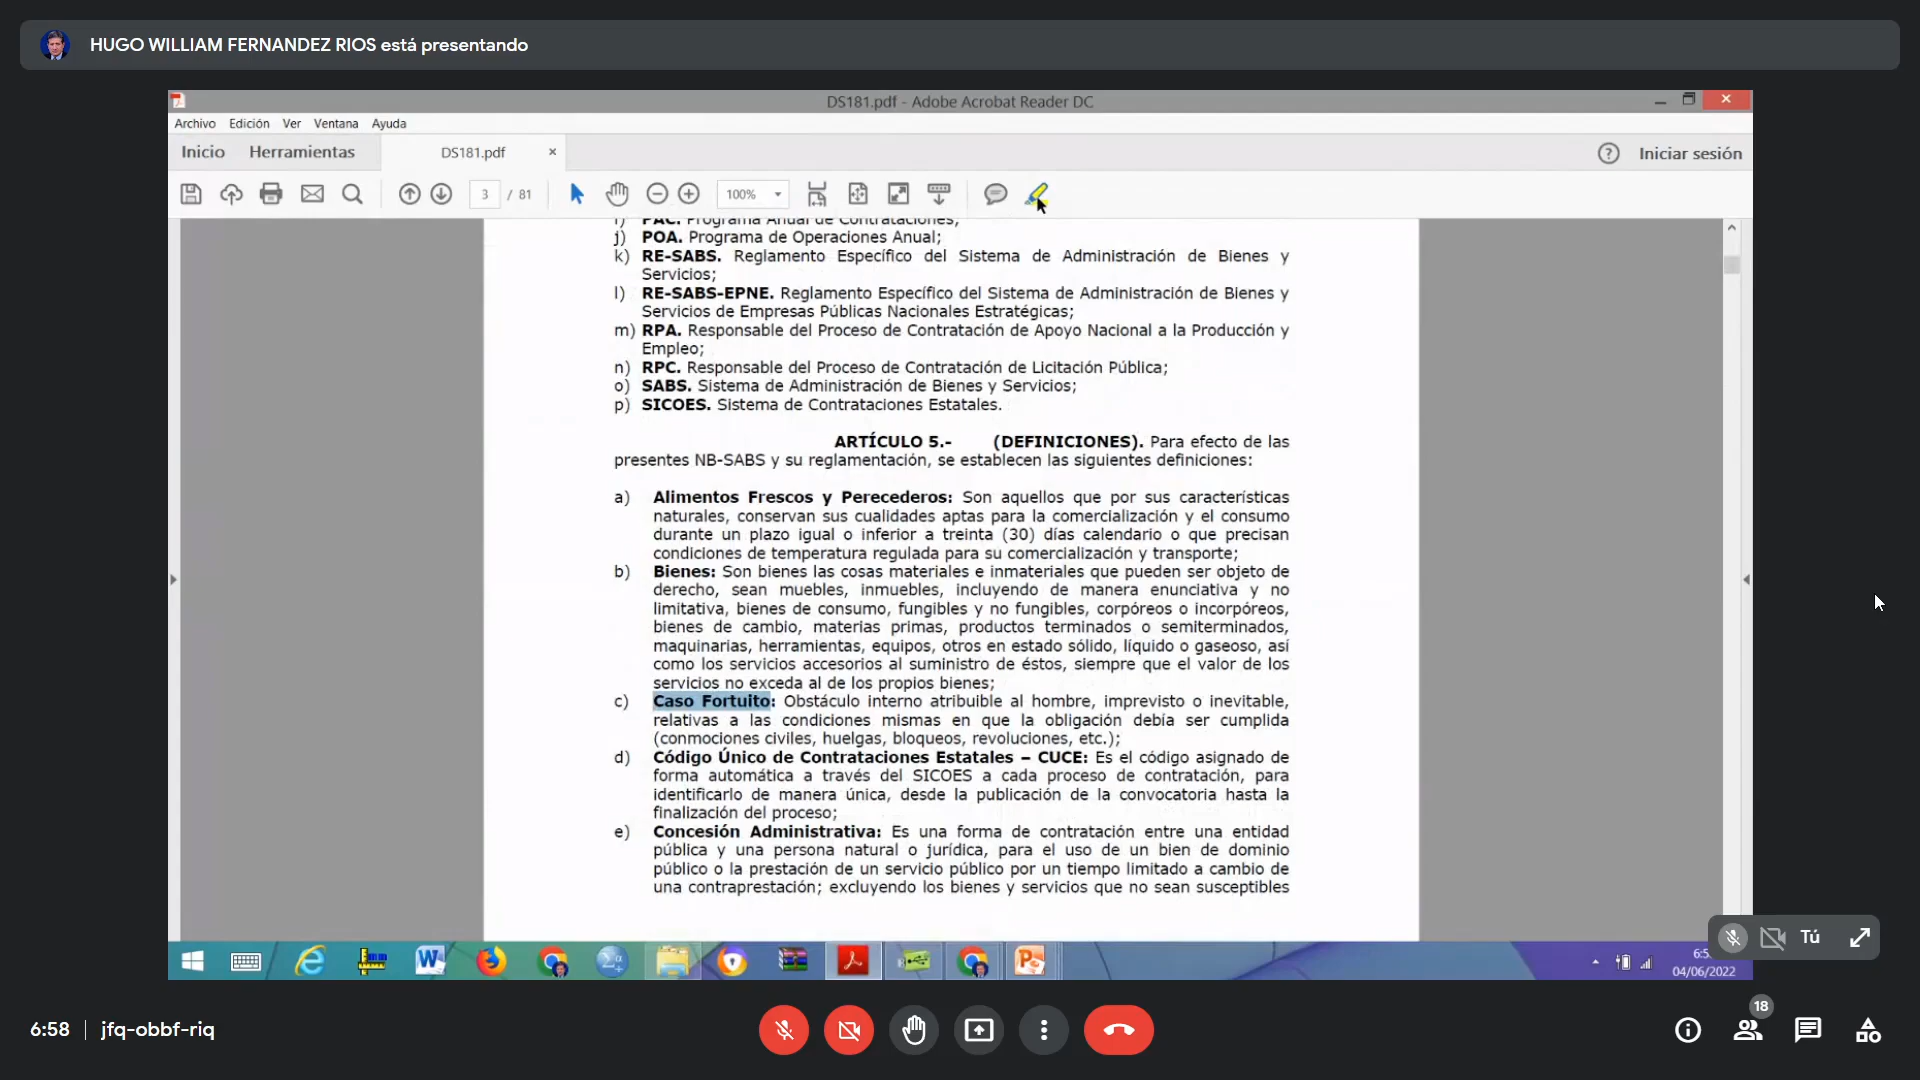 HUGO WILLIAM FERNANDEZ RIOS está presentando
DS181.pdf - Adobe Acrobat Reader DC
Archivo Edición Ver Ventana Ayuda
Inicio Herramientas DS181.pdf × Iniciar sesión
3 / 81 100%
i) PAC. Programa Anual de Contrataciones;
j) POA. Programa de Operaciones Anual;
k) RE-SABS. Reglamento Específico del Sistema de Administración de Bienes y
Servicios;
l) RE-SABS-EPNE. Reglamento Específico del Sistema de Administración de Bienes y
Servicios de Empresas Públicas Nacionales Estratégicas;
m) RPA. Responsable del Proceso de Contratación de Apoyo Nacional a la Producción y
Empleo;
n) RPC. Responsable del Proceso de Contratación de Licitación Pública;
o) SABS. Sistema de Administración de Bienes y Servicios;
p) SICOES. Sistema de Contrataciones Estatales.
ARTÍCULO 5.- (DEFINICIONES). Para efecto de las
presentes NB-SABS y su reglamentación, se establecen las siguientes definiciones:
a) Alimentos Frescos y Perecederos: Son aquellos que por sus características
naturales, conservan sus cualidades aptas para la comercialización y el consumo
durante un plazo igual o inferior a treinta (30) días calendario o que precisan
condiciones de temperatura regulada para su comercialización y transporte;
b) Bienes: Son bienes las cosas materiales e inmateriales que pueden ser objeto de
derecho, sean muebles, inmuebles, incluyendo de manera enunciativa y no
limitativa, bienes de consumo, fungibles y no fungibles, corpóreos o incorpóreos,
bienes de cambio, materias primas, productos terminados o semiterminados,
maquinarias, herramientas, equipos, otros en estado sólido, líquido o gaseoso, así
como los servicios accesorios al suministro de éstos, siempre que el valor de los
servicios no exceda al de los propios bienes;
c) Caso Fortuito: Obstáculo interno atribuible al hombre, imprevisto o inevitable,
relativas a las condiciones mismas en que la obligación debía ser cumplida
(conmociones civiles, huelgas, bloqueos, revoluciones, etc.);
d) Código Único de Contrataciones Estatales – CUCE: Es el código asignado de
forma automática a través del SICOES a cada proceso de contratación, para
identificarlo de manera única, desde la publicación de la convocatoria hasta la
finalización del proceso;
e) Concesión Administrativa: Es una forma de contratación entre una entidad
pública y una persona natural o jurídica, para el uso de un bien de dominio
público o la prestación de un servicio público por un tiempo limitado a cambio de
una contraprestación; excluyendo los bienes y servicios que no sean susceptibles
Tú
04/06/2022
6:58 jfq-obbf-riq
18